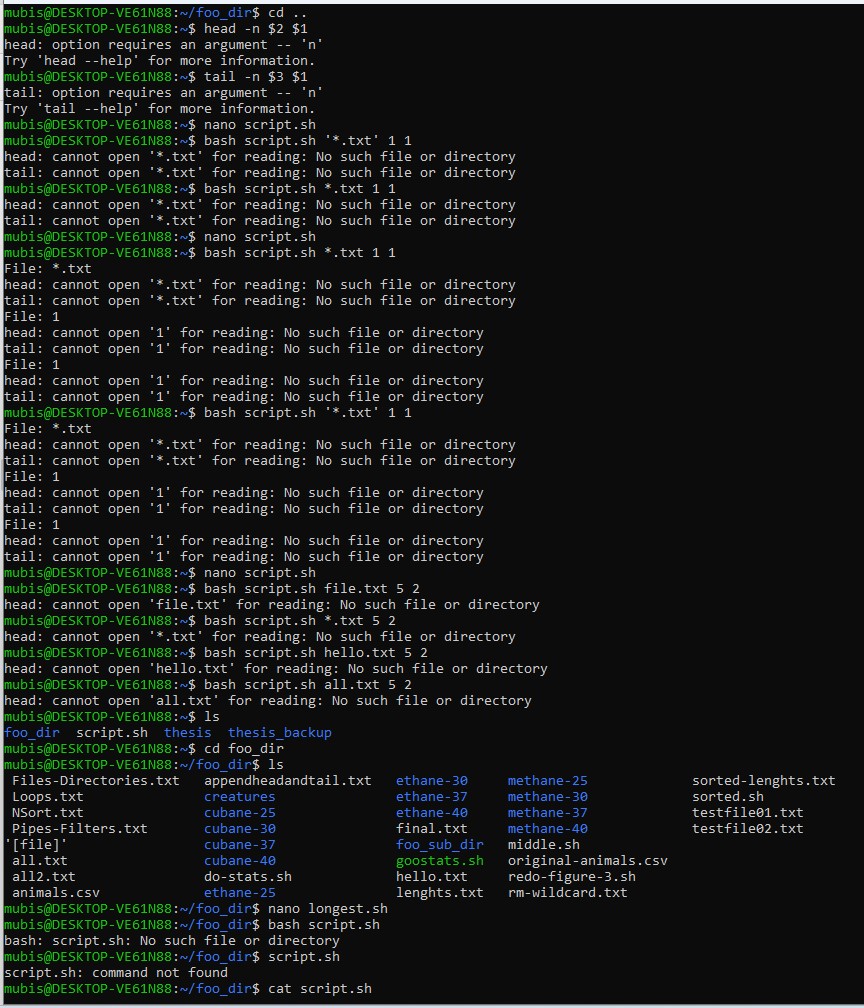 mubis@DESKTOP-VE61N88:~/foo_dir$ cd ..
mubis@DESKTOP-VE61N88:~$ head -n $2 $1
head: option requires an argument -- 'n'
Try 'head --help' for more information.
mubis@DESKTOP-VE61N88:~$ tail -n $3 $1
tail: option requires an argument -- 'n'
Try 'tail --help' for more information.
mubis@DESKTOP-VE61N88:~$ nano script.sh
mubis@DESKTOP-VE61N88:~$ bash script.sh '*.txt' 1 1
head: cannot open '*.txt' for reading: No such file or directory
tail: cannot open '*.txt' for reading: No such file or directory
mubis@DESKTOP-VE61N88:~$ bash script.sh *.txt 1 1
head: cannot open '*.txt' for reading: No such file or directory
tail: cannot open '*.txt' for reading: No such file or directory
mubis@DESKTOP-VE61N88:~$ nano script.sh
mubis@DESKTOP-VE61N88:~$ bash script.sh *.txt 1 1
File: *.txt
head: cannot open '*.txt' for reading: No such file or directory
tail: cannot open '*.txt' for reading: No such file or directory
File: 1
head: cannot open '1' for reading: No such file or directory
tail: cannot open '1' for reading: No such file or directory
File: 1
head: cannot open '1' for reading: No such file or directory
tail: cannot open '1' for reading: No such file or directory
mubis@DESKTOP-VE61N88:~$ bash script.sh '*.txt' 1 1
File: *.txt
head: cannot open '*.txt' for reading: No such file or directory
tail: cannot open '*.txt' for reading: No such file or directory
File: 1
head: cannot open '1' for reading: No such file or directory
tail: cannot open '1' for reading: No such file or directory
File: 1
head: cannot open '1' for reading: No such file or directory
tail: cannot open '1' for reading: No such file or directory
mubis@DESKTOP-VE61N88:~$ nano script.sh
mubis@DESKTOP-VE61N88:~$ bash script.sh file.txt 5 2
head: cannot open 'file.txt' for reading: No such file or directory
mubis@DESKTOP-VE61N88:~$ bash script.sh *.txt 5 2
head: cannot open '*.txt' for reading: No such file or directory
mubis@DESKTOP-VE61N88:~$ bash script.sh hello.txt 5 2
head: cannot open 'hello.txt' for reading: No such file or directory
mubis@DESKTOP-VE61N88:~$ bash script.sh all.txt 5 2
head: cannot open 'all.txt' for reading: No such file or directory
mubis@DESKTOP-VE61N88:~$ ls
foo_dir  script.sh  thesis  thesis_backup
mubis@DESKTOP-VE61N88:~$ cd foo_dir
mubis@DESKTOP-VE61N88:~/foo_dir$ ls
 Files-Directories.txt   appendheadandtail.txt   ethane-30     methane-25             sorted-lenghts.txt
 Loops.txt               creatures               ethane-37     methane-30             sorted.sh
 NSort.txt               cubane-25               ethane-40     methane-37             testfile01.txt
 Pipes-Filters.txt       cubane-30               final.txt     methane-40             testfile02.txt
'[file]'                 cubane-37               foo_sub_dir   middle.sh
 all.txt                 cubane-40               goostats.sh   original-animals.csv
 all2.txt                do-stats.sh             hello.txt     redo-figure-3.sh
 animals.csv             ethane-25               lenghts.txt   rm-wildcard.txt
mubis@DESKTOP-VE61N88:~/foo_dir$ nano longest.sh
mubis@DESKTOP-VE61N88:~/foo_dir$ bash script.sh
bash: script.sh: No such file or directory
mubis@DESKTOP-VE61N88:~/foo_dir$ script.sh
script.sh: command not found
mubis@DESKTOP-VE61N88:~/foo_dir$ cat script.sh